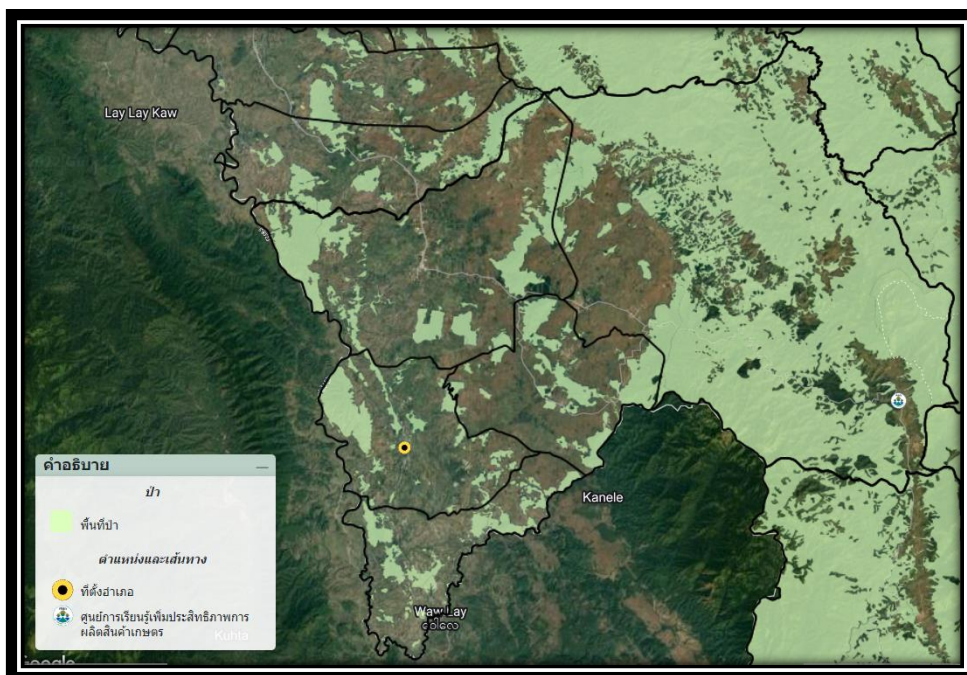 Lay Lay Kaw
Kanele
Waw Lay
ဝေါလေ
คำอธิบาย
ป่า
พื้นที่ป่า
ตำแหน่งและเส้นทาง
ที่ตั้งอำเภอ
ศูนย์การเรียนรู้เพิ่มประสิทธิภาพการ
ผลิตสินค้าเกษตร
Kuhta